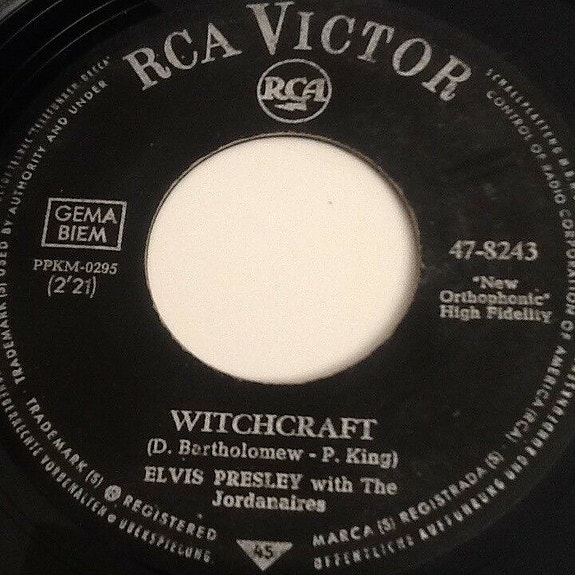 RCA VICTOR
RCA
GEMA
BIEM
PPKM-0295
(2'21)
47-8243
"New
Orthophonic"
High Fidelity
WITCHCRAFT
(D. Bartholomew - P. King)
ELVIS PRESLEY with The
Jordanaires
TRADEMARK (S) USED BY AUTHORITY AND UNDER
CONTROL OF RADIO CORPORATION OF AMERICA (RCA)
TRADEMARK (S) ® REGISTERED
MARCA (S) REGISTRADA (S)
45